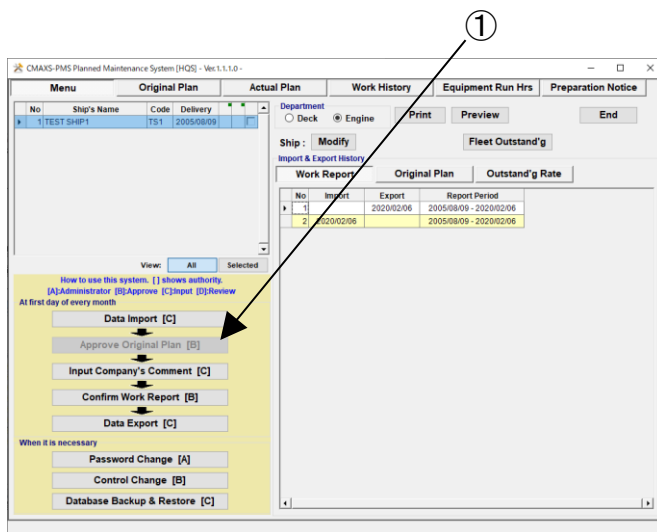 ①
CMAXS-PMS Planned Maintenance System [HQS] - Ver.1.1.1.0 -
Menu Original Plan Actual Plan Work History Equipment Run Hrs Preparation Notice
No Ship's Name Code Delivery
1 TEST SHIP1 TS1 2005/08/09
View: All Selected
How to use this system. [ ] shows authority.
[A]:Administrator [B]:Approve [C]:Input [D]:Review
At first day of every month
Data Import [C]
Approve Original Plan [B]
Input Company's Comment [C]
Confirm Work Report [B]
Data Export [C]
When it is necessary
Password Change [A]
Control Change [B]
Database Backup & Restore [C]
Department
Deck Engine Print Preview End
Ship : Modify Fleet Outstand'g
Import & Export History
Work Report Original Plan Outstand'g Rate
No Import Export Report Period
1 2020/02/06 2005/08/09 - 2020/02/06
2 2020/02/06 2005/08/09 - 2020/02/06